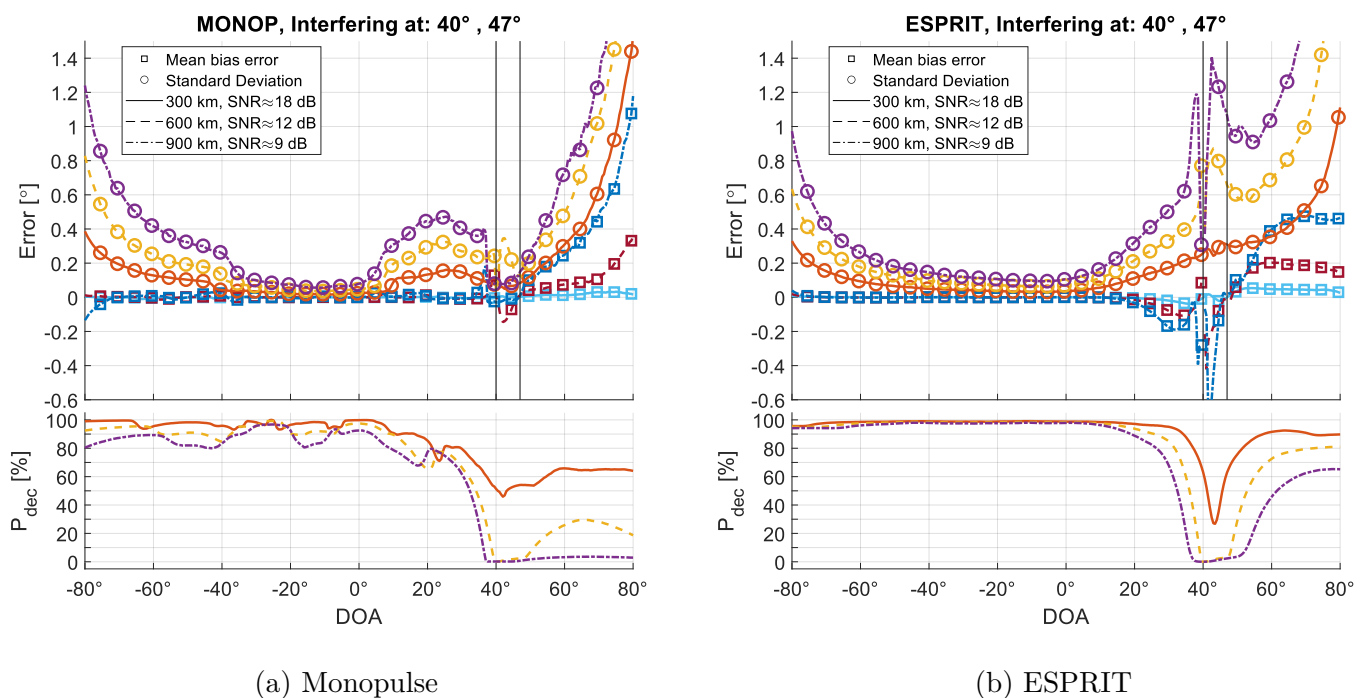 MONOP, Interfering at: 40° , 47°
Mean bias error
Standard Deviation
300 km, SNR≈18 dB
600 km, SNR≈12 dB
900 km, SNR≈9 dB
Error [°]
1.4
1.2
1
0.8
0.6
0.4
0.2
0
-0.2
-0.4
-0.6
P_dec [%]
100
80
60
40
20
0
-80° -60° -40° -20° 0° 20° 40° 60° 80°
DOA
(a) Monopulse
ESPRIT, Interfering at: 40° , 47°
Mean bias error
Standard Deviation
300 km, SNR≈18 dB
600 km, SNR≈12 dB
900 km, SNR≈9 dB
Error [°]
1.4
1.2
1
0.8
0.6
0.4
0.2
0
-0.2
-0.4
-0.6
P_dec [%]
100
80
60
40
20
0
-80° -60° -40° -20° 0° 20° 40° 60° 80°
DOA
(b) ESPRIT